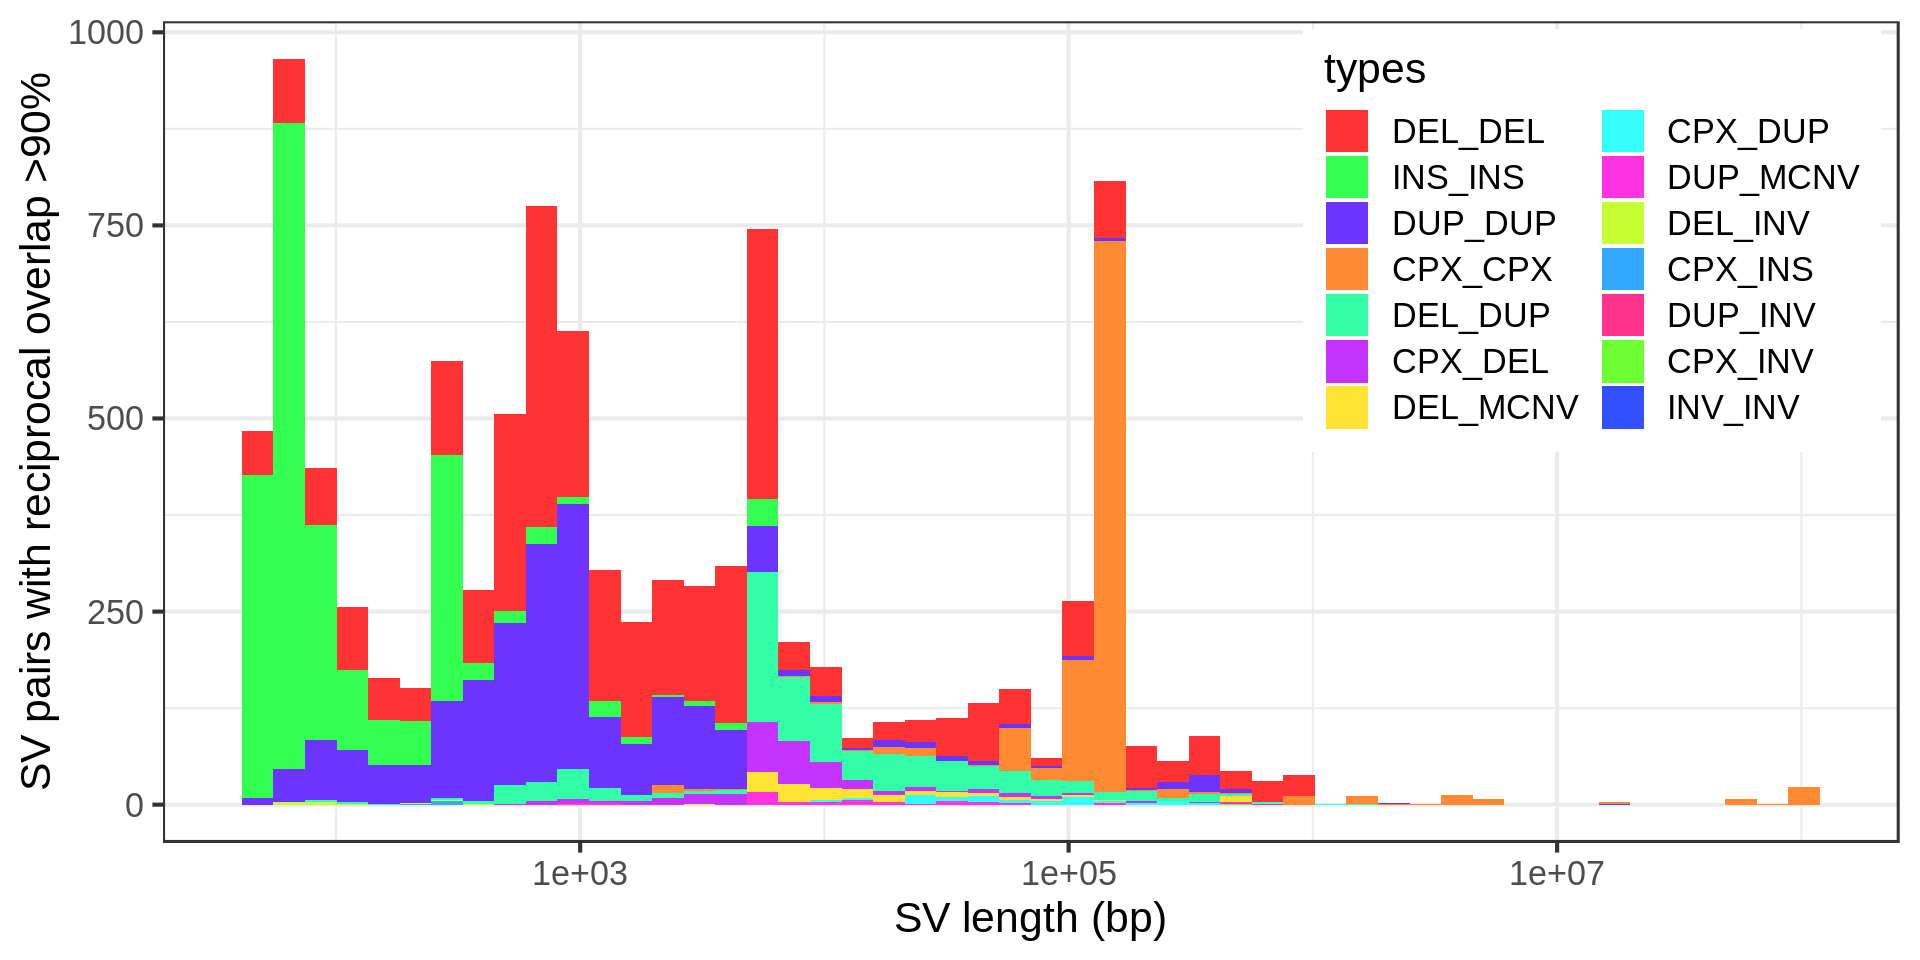 SV pairs with reciprocal overlap >90%
1000
750
500
250
0
types
DEL_DEL
INS_INS
DUP_DUP
CPX_CPX
DEL_DUP
CPX_DEL
DEL_MCNV
CPX_DUP
DUP_MCNV
DEL_INV
CPX_INS
DUP_INV
CPX_INV
INV_INV
1e+03
1e+05
1e+07
SV length (bp)